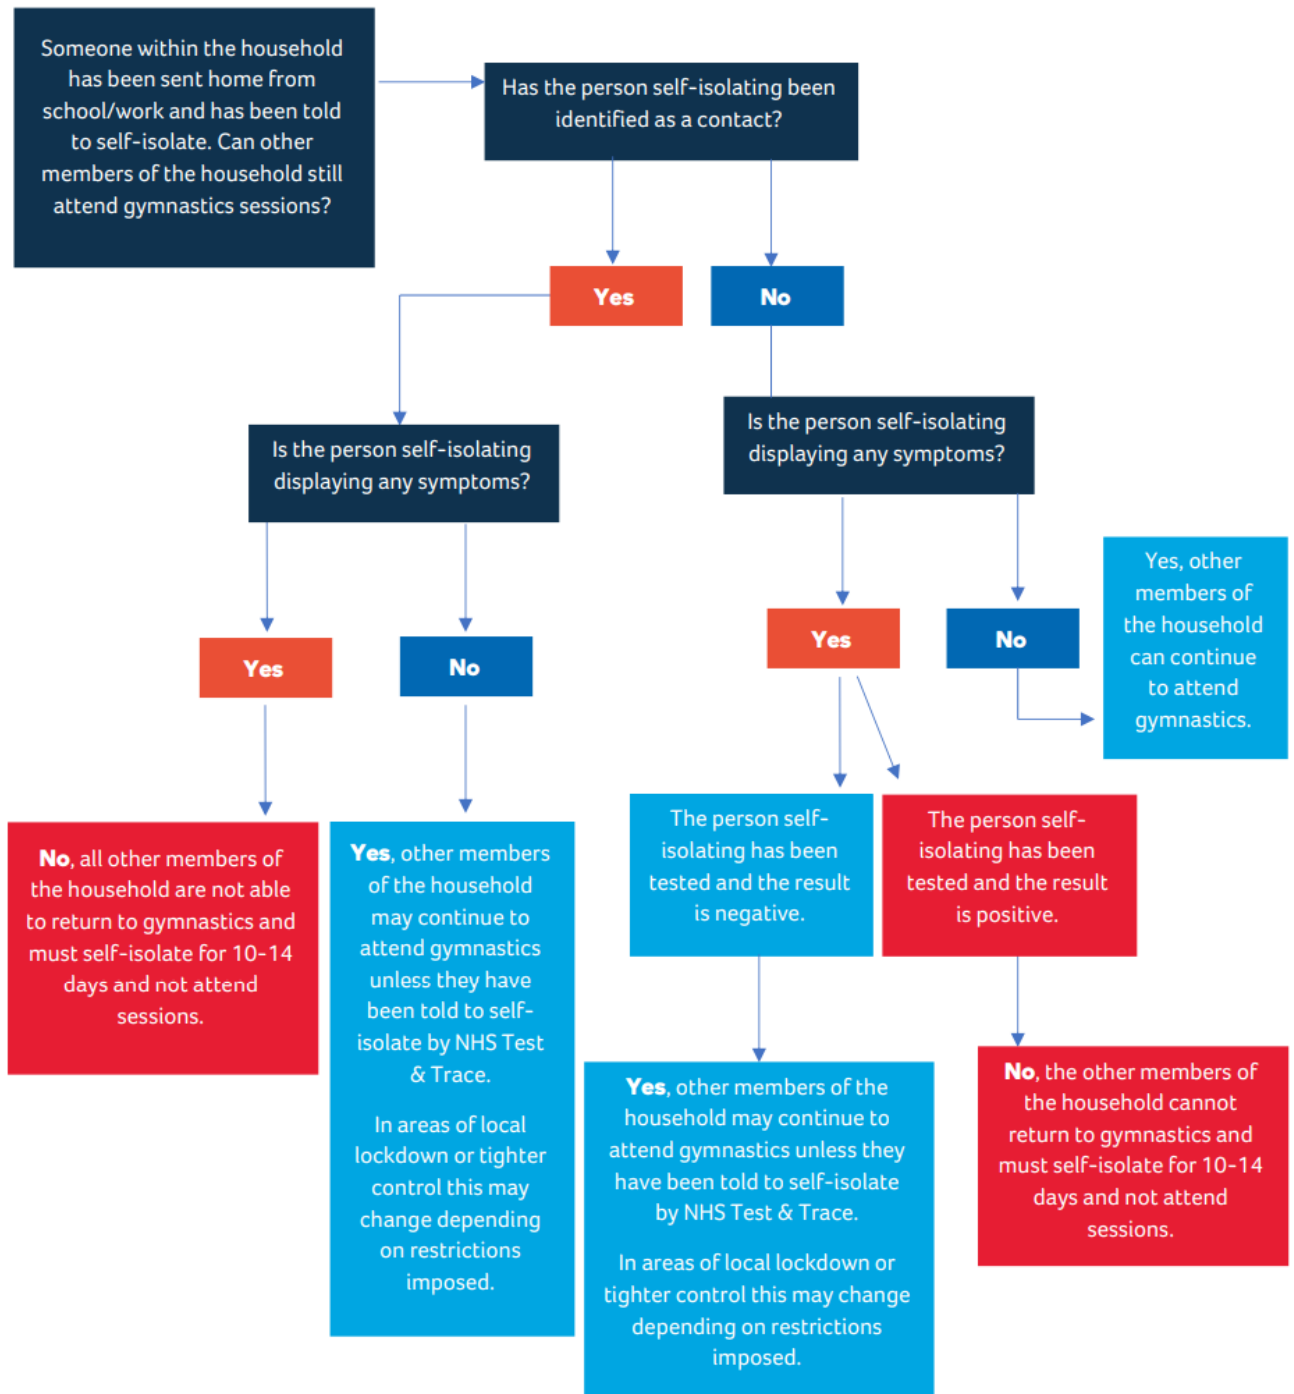 Someone within the household
has been sent home from
school/work and has been told
to self-isolate. Can other
members of the household still
attend gymnastics sessions?
Has the person self-isolating been
identified as a contact?
Yes
No
Is the person self-isolating
displaying any symptoms?
Is the person self-isolating
displaying any symptoms?
Yes
No
Yes
No
Yes, other
members of
the household
can continue
to attend
gymnastics.
No, all other members of
the household are not able
to return to gymnastics and
must self-isolate for 10-14
days and not attend
sessions.
Yes, other members
of the household
may continue to
attend gymnastics
unless they have
been told to self-
isolate by NHS Test
& Trace.
In areas of local
lockdown or tighter
control this may
change depending
on restrictions
imposed.
The person self-
isolating has been
tested and the result
is negative.
The person self-
isolating has been
tested and the result
is positive.
Yes, other members of the
household may continue to
attend gymnastics unless they
have been told to self-isolate
by NHS Test & Trace.
In areas of local lockdown or
tighter control this may change
depending on restrictions
imposed.
No, the other members of
the household cannot
return to gymnastics and
must self-isolate for 10-14
days and not attend
sessions.